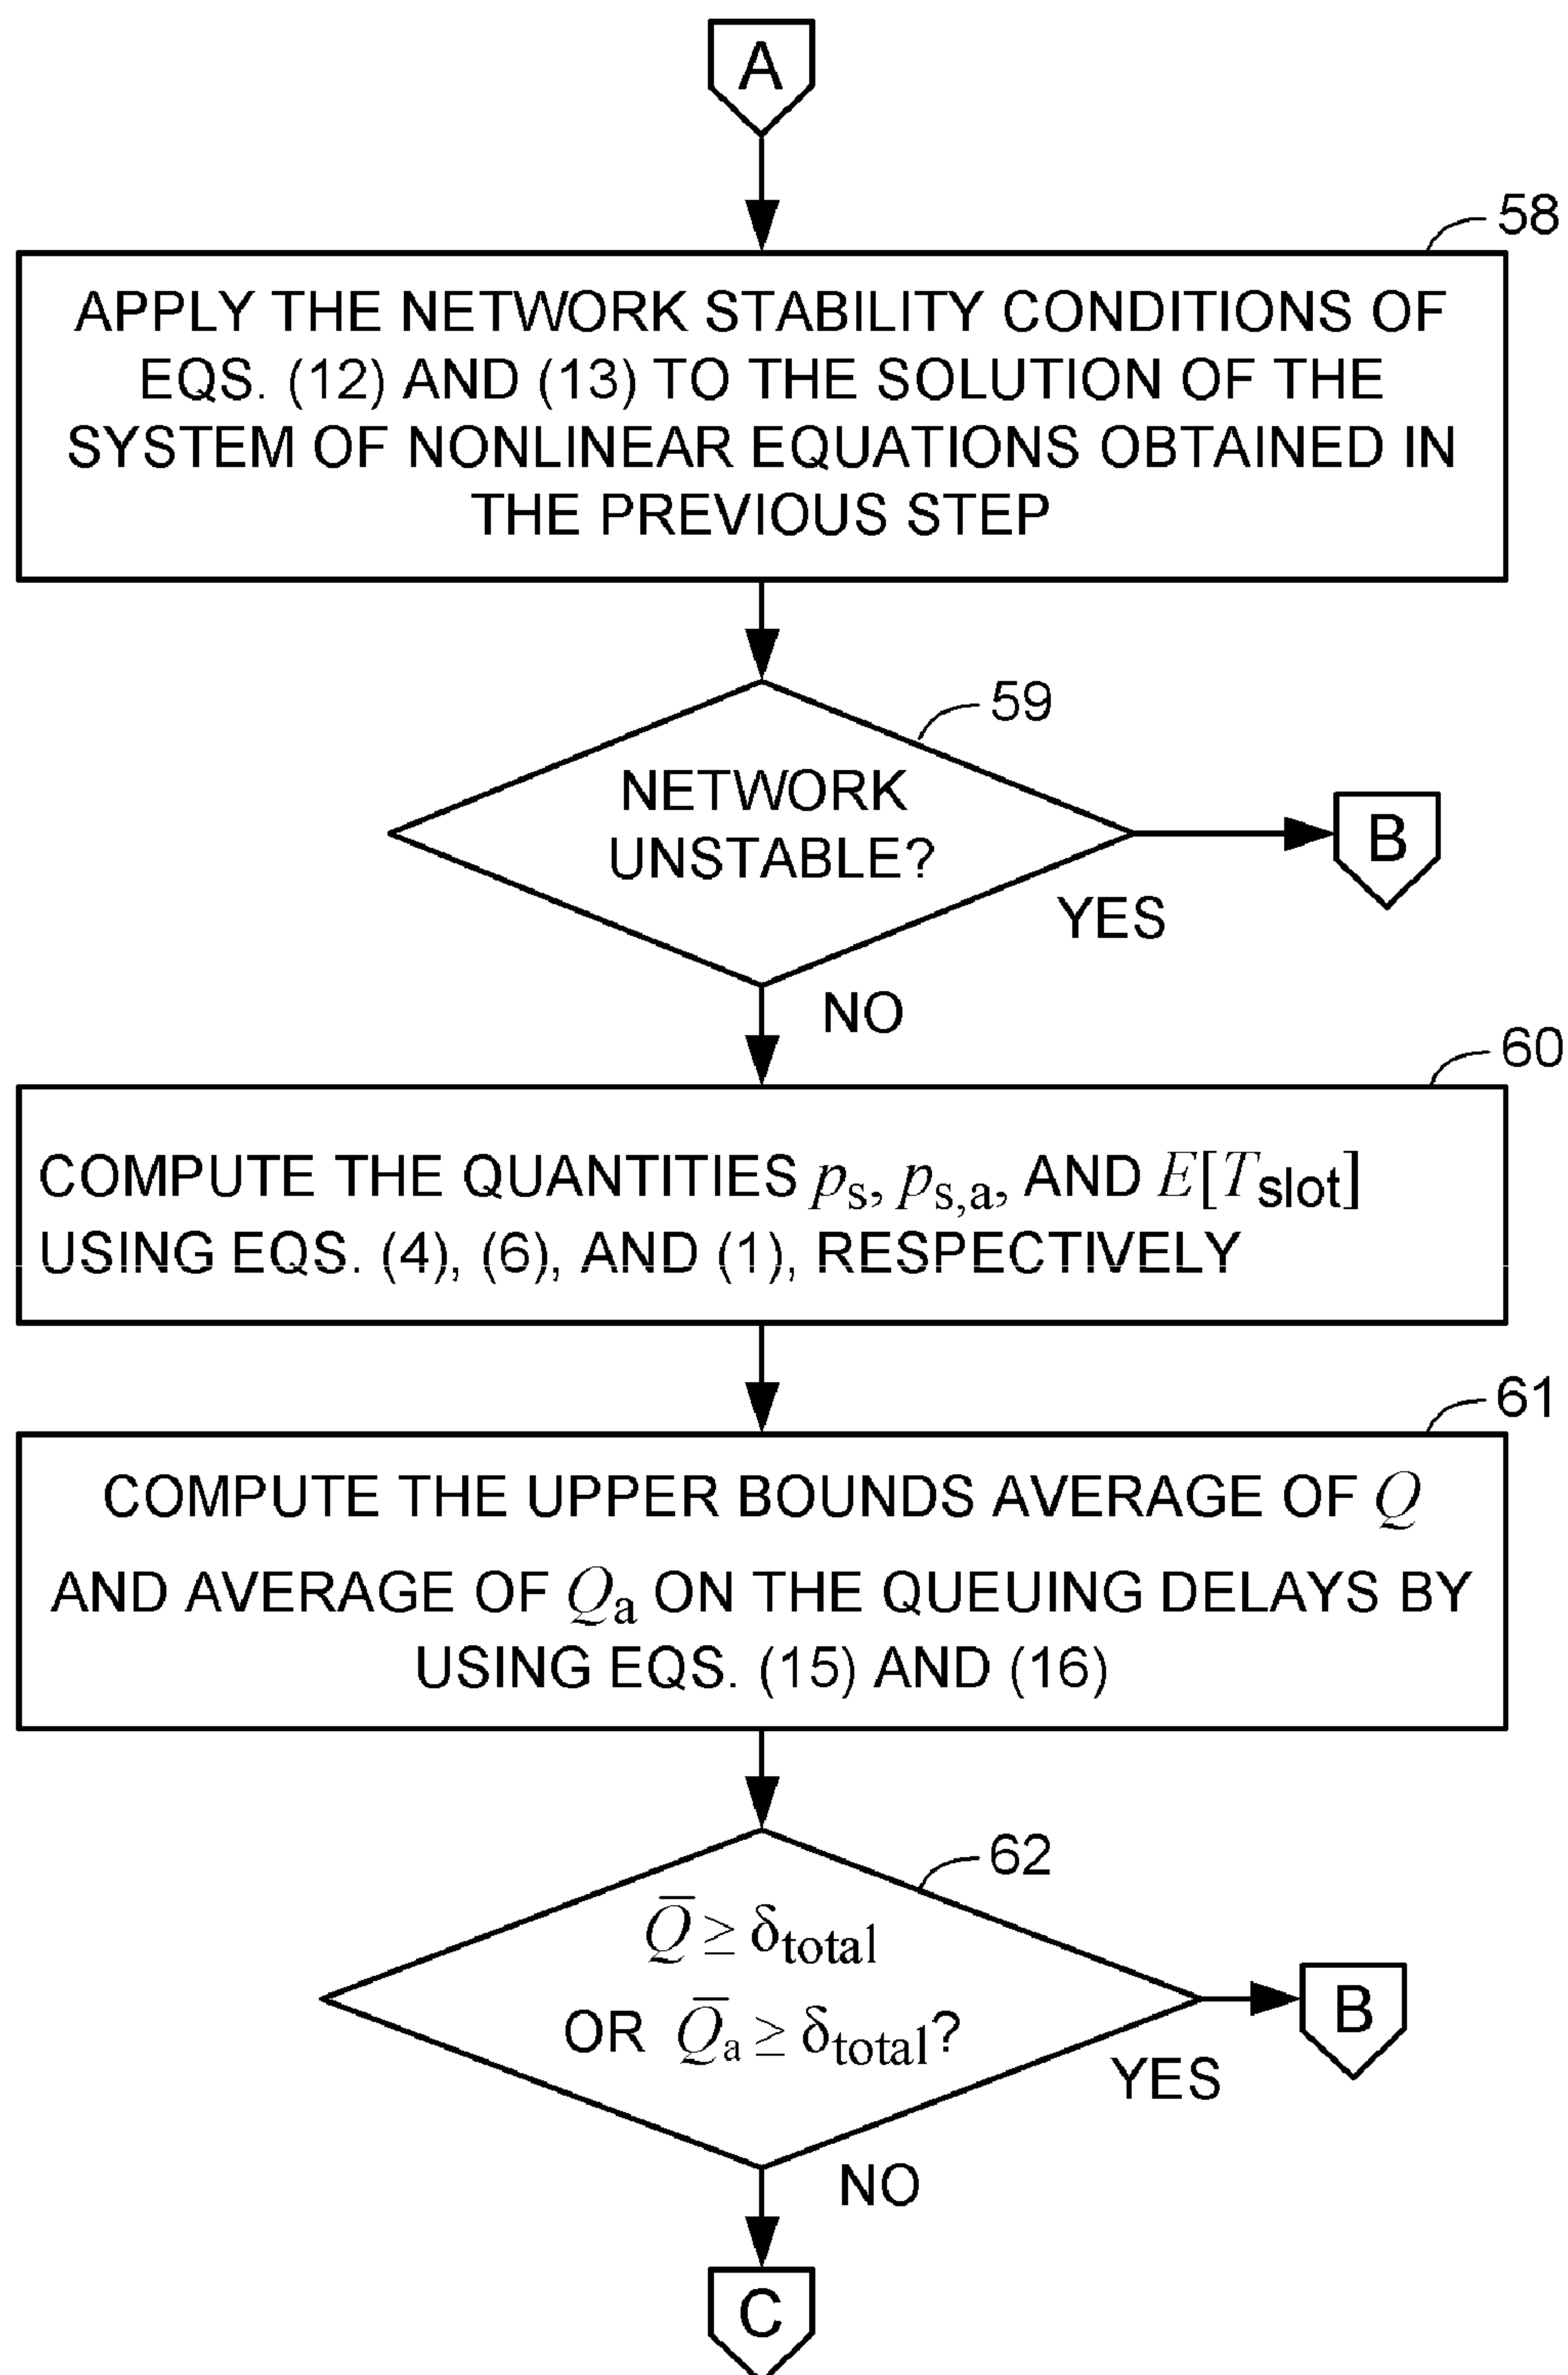 A
58
APPLY THE NETWORK STABILITY CONDITIONS OF
EQS. (12) AND (13) TO THE SOLUTION OF THE
SYSTEM OF NONLINEAR EQUATIONS OBTAINED IN
THE PREVIOUS STEP
59
NETWORK
UNSTABLE?
B
YES
NO
60
COMPUTE THE QUANTITIES pₛ, pₛ,ₐ, AND E[T_slot]
USING EQS. (4), (6), AND (1), RESPECTIVELY
61
COMPUTE THE UPPER BOUNDS AVERAGE OF Q
AND AVERAGE OF Qₐ ON THE QUEUING DELAYS BY
USING EQS. (15) AND (16)
62
Q̅ ≥ δ_total
OR Q̅ₐ ≥ δ_total?
B
YES
NO
C